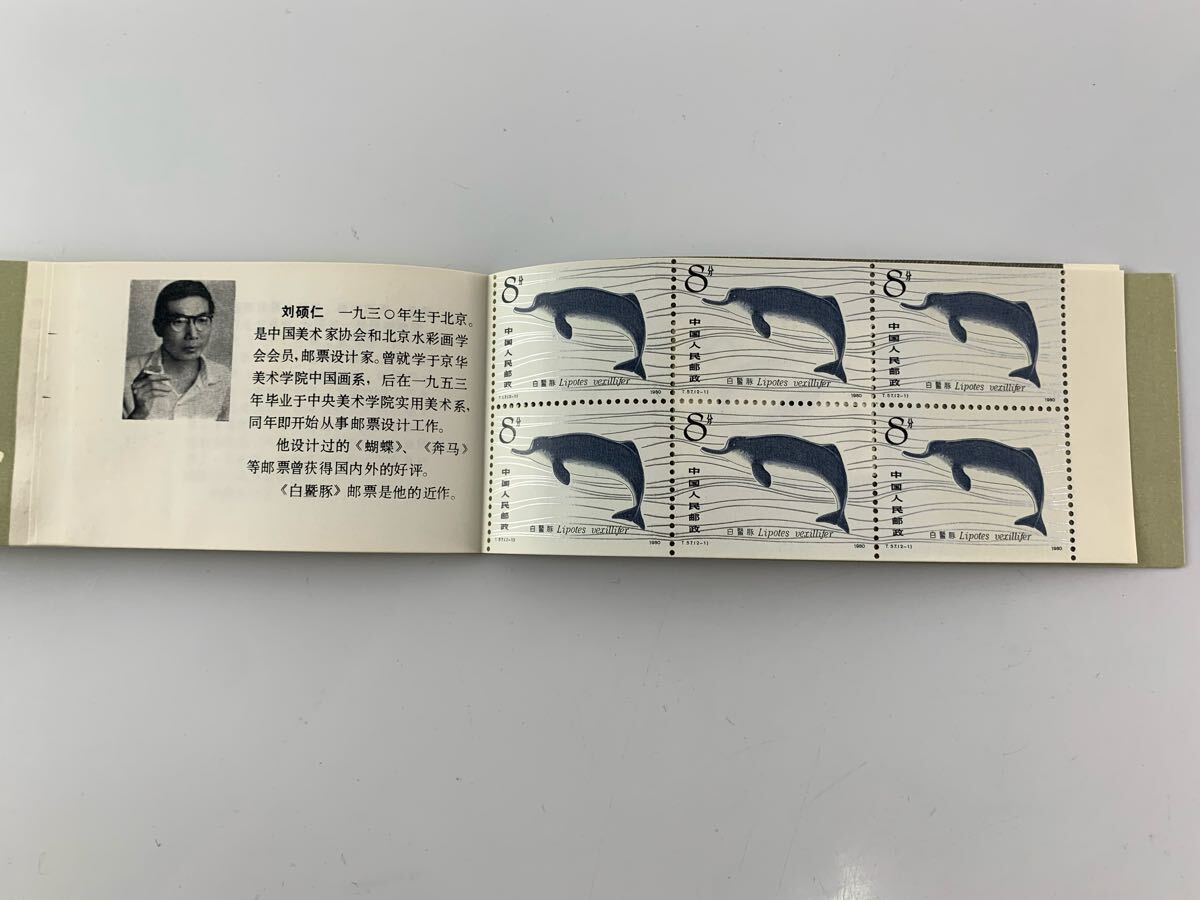 刘硕仁 一九三〇年生于北京。
是中国美术家协会和北京水彩画学
会会员,邮票设计家。曾就学于京华
美术学院中国画系,后在一九五三
年毕业于中央美术学院实用美术系,
同年即开始从事邮票设计工作。
他设计过的《蝴蝶》、《奔马》
等邮票曾获得国内外的好评。
《白鱀豚》邮票是他的近作。
8分
中国人民邮政
白鱀豚 Lipotes vexillifer
T.57.(2-1) 1980
8分
中国人民邮政
白鱀豚 Lipotes vexillifer
T.57.(2-1) 1980
8分
中国人民邮政
白鱀豚 Lipotes vexillifer
T.57.(2-1) 1980
8分
中国人民邮政
白鱀豚 Lipotes vexillifer
T.57.(2-1) 1980
8分
中国人民邮政
白鱀豚 Lipotes vexillifer
T.57.(2-1) 1980
8分
中国人民邮政
白鱀豚 Lipotes vexillifer
T.57.(2-1) 1980